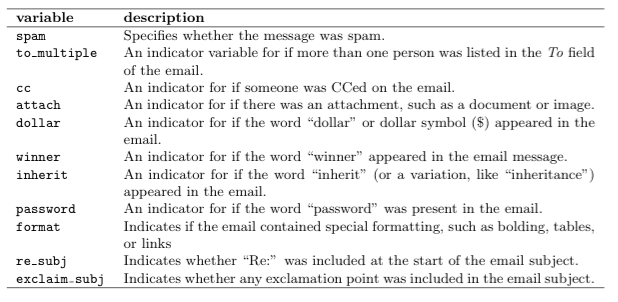 variable description
spam Specifies whether the message was spam.
to_multiple An indicator variable for if more than one person was listed in the To field
of the email.
cc An indicator for if someone was CCed on the email.
attach An indicator for if there was an attachment, such as a document or image.
dollar An indicator for if the word “dollar” or dollar symbol ($) appeared in the
email.
winner An indicator for if the word “winner” appeared in the email message.
inherit An indicator for if the word “inherit” (or a variation, like “inheritance”)
appeared in the email.
password An indicator for if the word “password” was present in the email.
format Indicates if the email contained special formatting, such as bolding, tables,
or links
re_subj Indicates whether “Re:” was included at the start of the email subject.
exclaim_subj Indicates whether any exclamation point was included in the email subject.